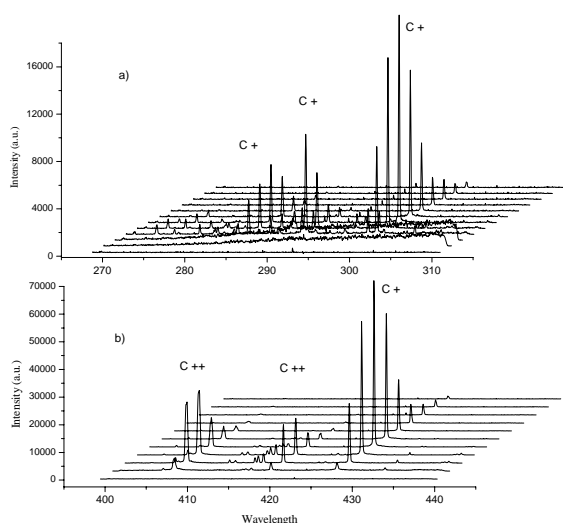 C +
16000
a)
C +
12000
C +
8000
4000
0
Intensity (a.u.)
270 280 290 300 310
70000
C +
60000
b)
50000
C ++
C ++
40000
30000
20000
10000
0
Intensity (a.u.)
400 410 420 430 440
Wavelength